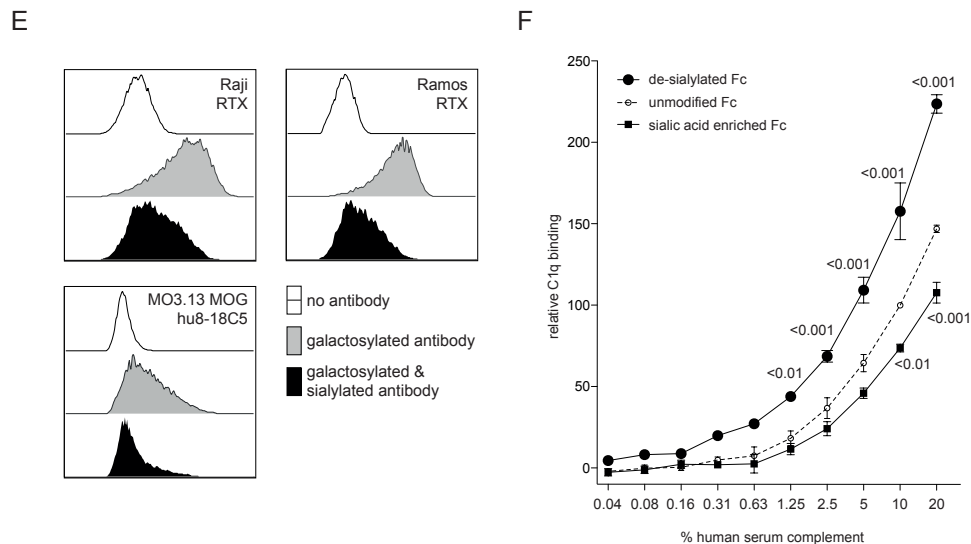 E
Raji
RTX
Ramos
RTX
MO3.13 MOG
hu8-18C5
no antibody
galactosylated antibody
galactosylated &
sialylated antibody
F
250
200
150
100
50
0
relative C1q binding
de-sialylated Fc
unmodified Fc
sialic acid enriched Fc
<0.001
<0.001
<0.001
<0.001
<0.01
<0.001
<0.01
0.04 0.08 0.16 0.31 0.63 1.25 2.5 5 10 20
% human serum complement